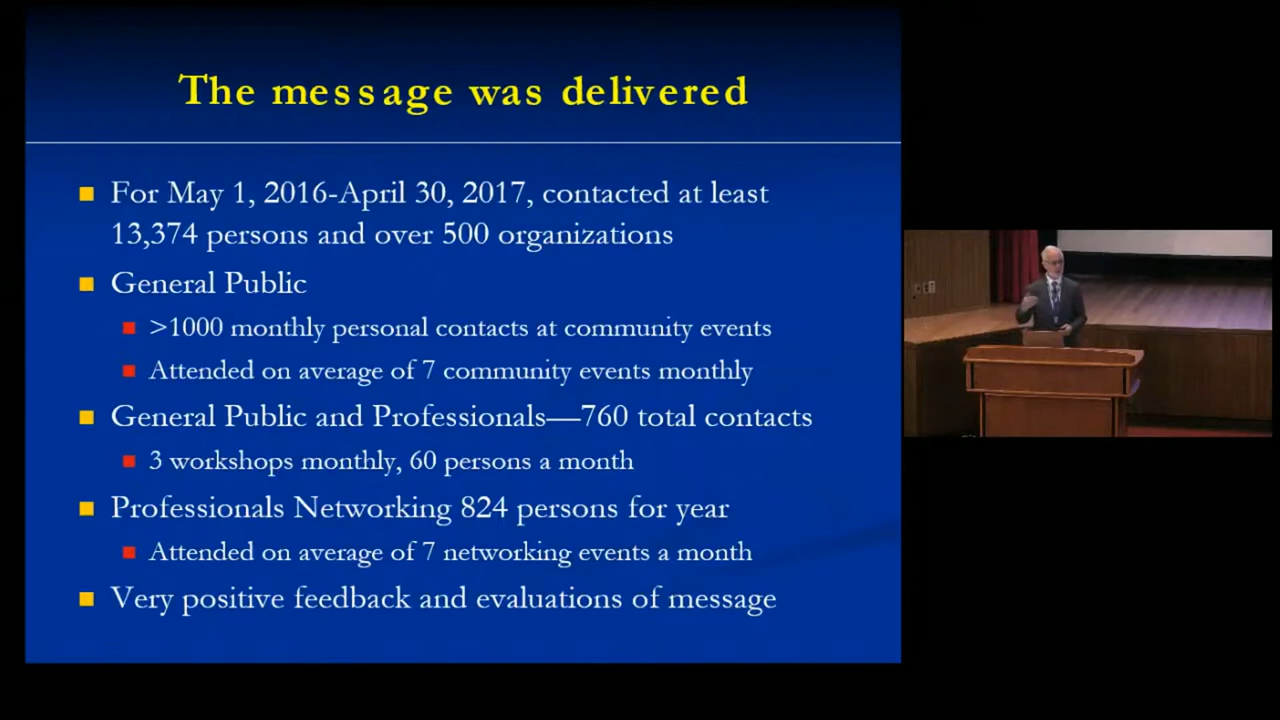 The message was delivered
For May 1, 2016-April 30, 2017, contacted at least
13,374 persons and over 500 organizations
General Public
>1000 monthly personal contacts at community events
Attended on average of 7 community events monthly
General Public and Professionals—760 total contacts
3 workshops monthly, 60 persons a month
Professionals Networking 824 persons for year
Attended on average of 7 networking events a month
Very positive feedback and evaluations of message